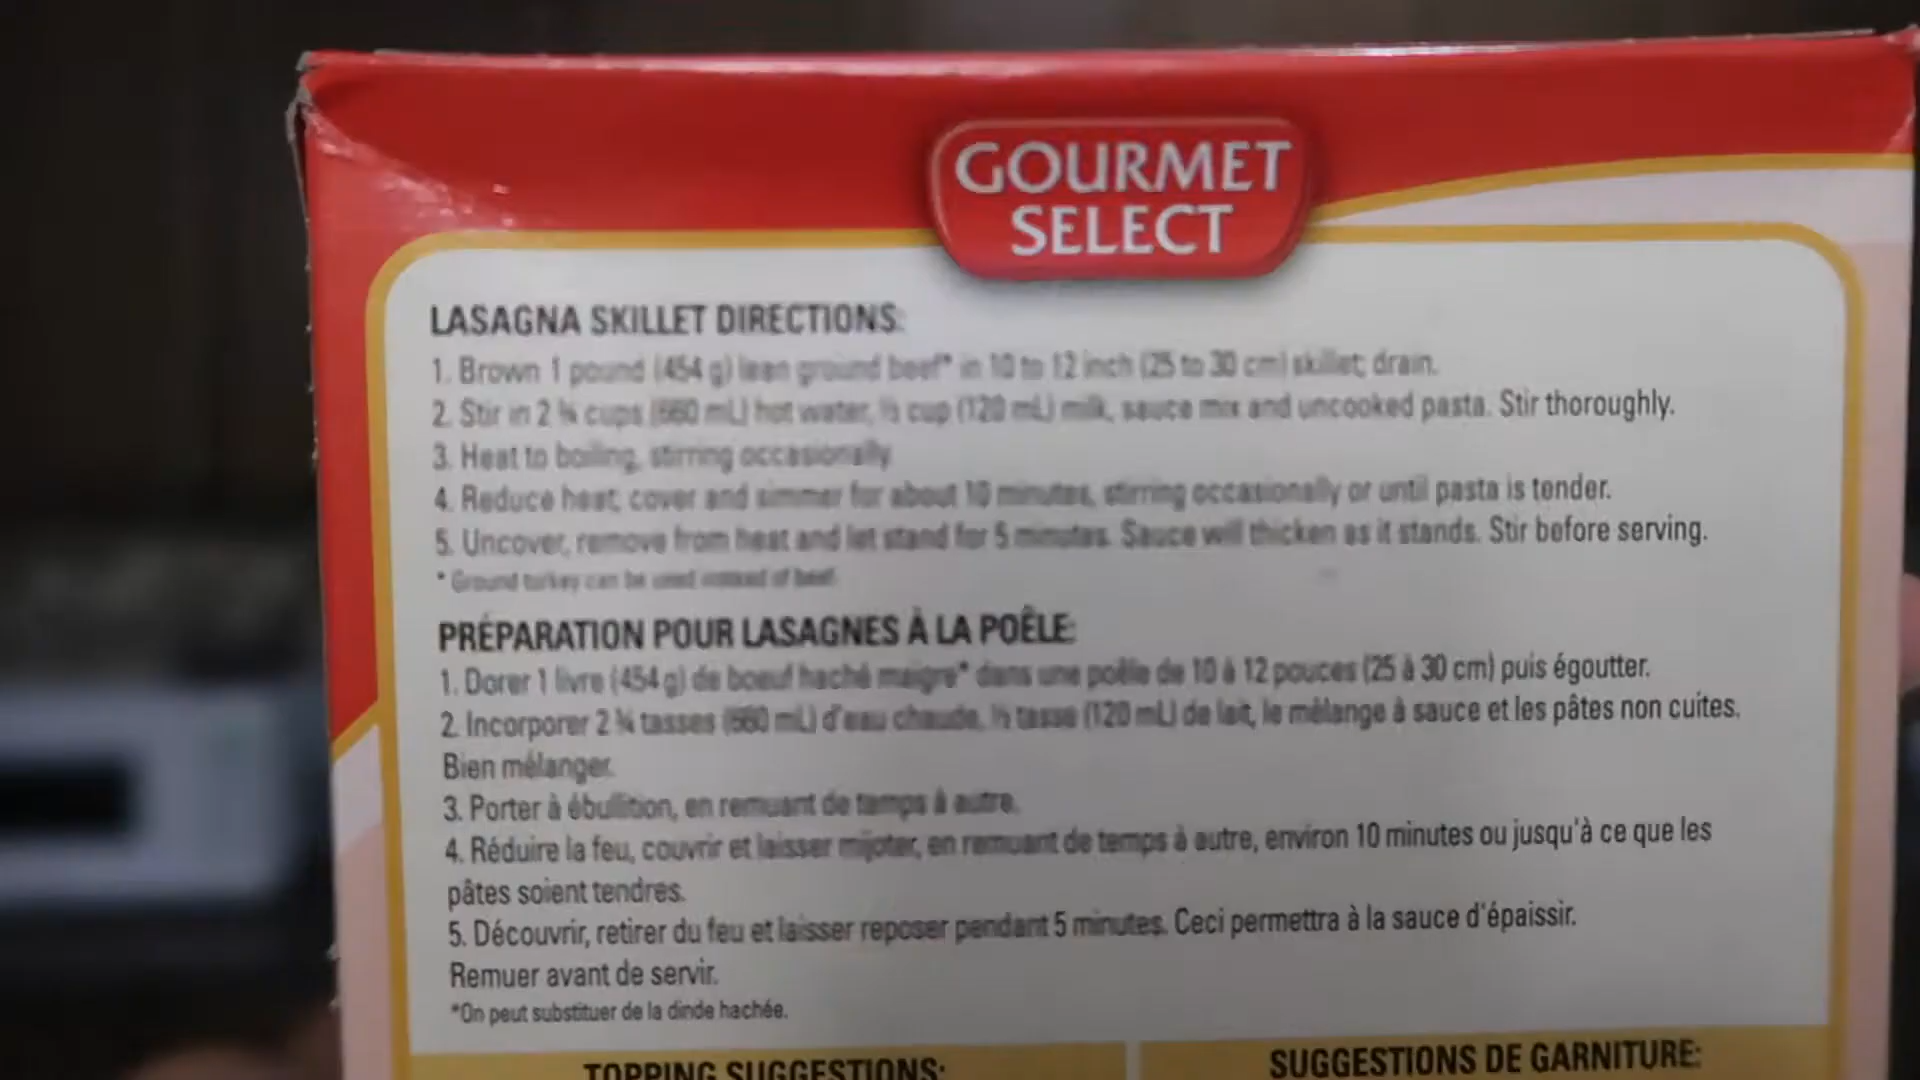 GOURMET
SELECT
LASAGNA SKILLET DIRECTIONS:
1. Brown 1 pound (454 g) lean ground beef* in 10 to 12 inch (25 to 30 cm) skillet; drain.
2. Stir in 2 ¾ cups (660 mL) hot water, ½ cup (120 mL) milk, sauce mix and uncooked pasta. Stir thoroughly.
3. Heat to boiling, stirring occasionally.
4. Reduce heat, cover and simmer for about 10 minutes, stirring occasionally or until pasta is tender.
5. Uncover, remove from heat and let stand for 5 minutes. Sauce will thicken as it stands. Stir before serving.
* Ground turkey can be used instead of beef.
PRÉPARATION POUR LASAGNES À LA POÊLE:
1. Dorer 1 livre (454 g) de boeuf haché maigre* dans une poêle de 10 à 12 pouces (25 à 30 cm) puis égoutter.
2. Incorporer 2 ¾ tasses (660 mL) d'eau chaude, ½ tasse (120 mL) de lait, le mélange à sauce et les pâtes non cuites.
Bien mélanger.
3. Porter à ébullition, en remuant de temps à autre.
4. Réduire la feu, couvrir et laisser mijoter, en remuant de temps à autre, environ 10 minutes ou jusqu'à ce que les
pâtes soient tendres.
5. Découvrir, retirer du feu et laisser reposer pendant 5 minutes. Ceci permettra à la sauce d'épaissir.
Remuer avant de servir.
*On peut substituer de la dinde hachée.
TOPPING SUGGESTIONS:
SUGGESTIONS DE GARNITURE: